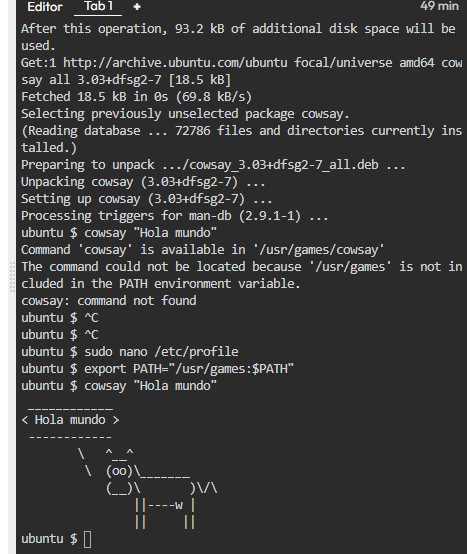 Editor Tab 1 + 49 min
After this operation, 93.2 kB of additional disk space will be
used.
Get:1 http://archive.ubuntu.com/ubuntu focal/universe amd64 cow
say all 3.03+dfsg2-7 [18.5 kB]
Fetched 18.5 kB in 0s (69.8 kB/s)
Selecting previously unselected package cowsay.
(Reading database ... 72786 files and directories currently ins
talled.)
Preparing to unpack .../cowsay_3.03+dfsg2-7_all.deb ...
Unpacking cowsay (3.03+dfsg2-7) ...
Setting up cowsay (3.03+dfsg2-7) ...
Processing triggers for man-db (2.9.1-1) ...
ubuntu $ cowsay "Hola mundo"
Command 'cowsay' is available in '/usr/games/cowsay'
The command could not be located because '/usr/games' is not in
cluded in the PATH environment variable.
cowsay: command not found
ubuntu $ ^C
ubuntu $ ^C
ubuntu $ sudo nano /etc/profile
ubuntu $ export PATH="/usr/games:$PATH"
ubuntu $ cowsay "Hola mundo"
 ____________
< Hola mundo >
 ------------
        \   ^__^
         \  (oo)\_______
            (__)\       )\/\
                ||----w |
                ||     ||
ubuntu $